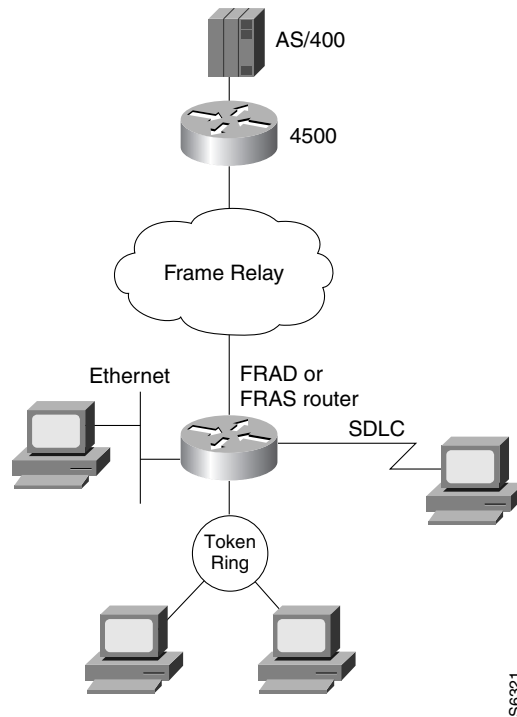 AS/400
4500
Frame Relay
Ethernet
FRAD or
FRAS router
SDLC
Token
Ring
S6321